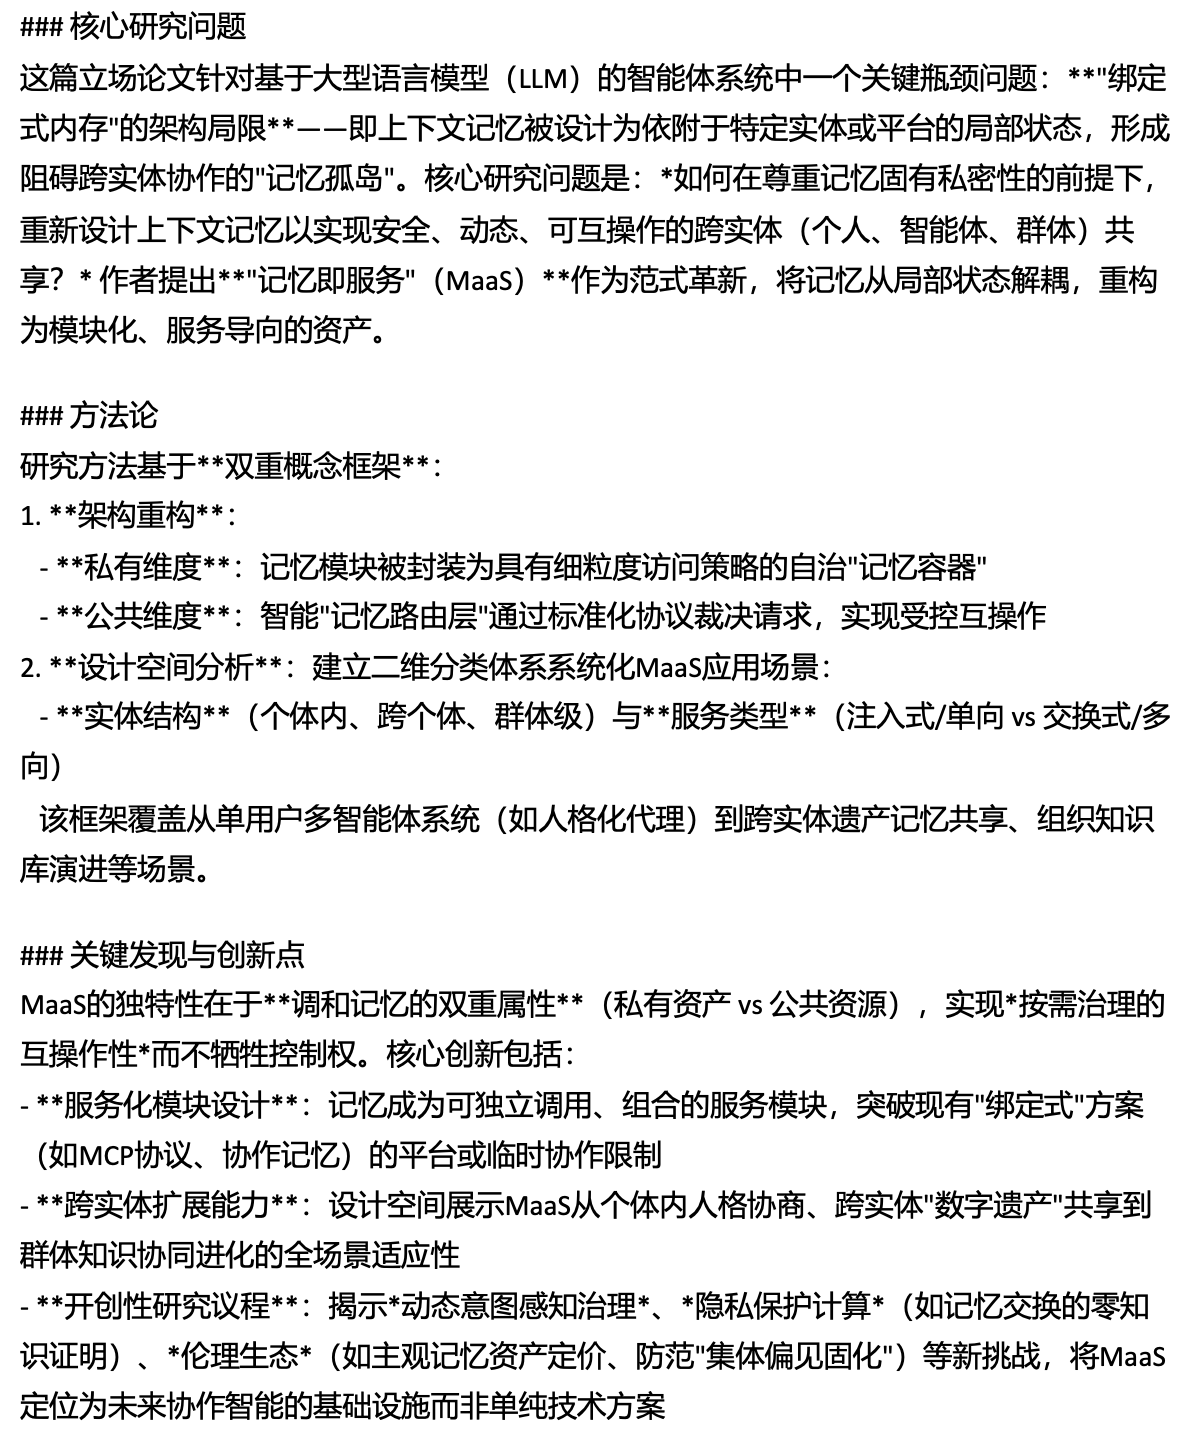 ### 核心研究问题
这篇立场论文针对基于大型语言模型（LLM）的智能体系统中一个关键瓶颈问题：**"绑定
式内存"的架构局限**——即上下文记忆被设计为依附于特定实体或平台的局部状态，形成
阻碍跨实体协作的"记忆孤岛"。核心研究问题是：*如何在尊重记忆固有私密性的前提下，
重新设计上下文记忆以实现安全、动态、可互操作的跨实体（个人、智能体、群体）共
享？* 作者提出**"记忆即服务"（MaaS）**作为范式革新，将记忆从局部状态解耦，重构
为模块化、服务导向的资产。
### 方法论
研究方法基于**双重概念框架**：
1. **架构重构**：
- **私有维度**：记忆模块被封装为具有细粒度访问策略的自治"记忆容器"
- **公共维度**：智能"记忆路由层"通过标准化协议裁决请求，实现受控互操作
2. **设计空间分析**：建立二维分类体系系统化MaaS应用场景：
- **实体结构**（个体内、跨个体、群体级）与**服务类型**（注入式/单向 vs 交换式/多
向）
该框架覆盖从单用户多智能体系统（如人格化代理）到跨实体遗产记忆共享、组织知识
库演进等场景。
### 关键发现与创新点
MaaS的独特性在于**调和记忆的双重属性**（私有资产 vs 公共资源），实现*按需治理的
互操作性*而不牺牲控制权。核心创新包括：
- **服务化模块设计**：记忆成为可独立调用、组合的服务模块，突破现有"绑定式"方案
（如MCP协议、协作记忆）的平台或临时协作限制
- **跨实体扩展能力**：设计空间展示MaaS从个体内人格协商、跨实体"数字遗产"共享到
群体知识协同进化的全场景适应性
- **开创性研究议程**：揭示*动态意图感知治理*、*隐私保护计算*（如记忆交换的零知
识证明）、*伦理生态*（如主观记忆资产定价、防范"集体偏见固化"）等新挑战，将MaaS
定位为未来协作智能的基础设施而非单纯技术方案